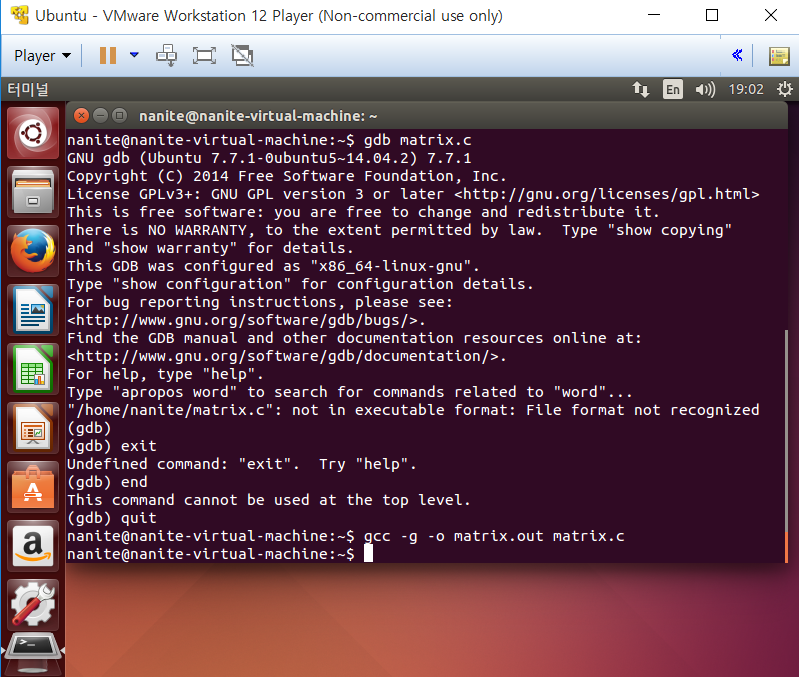 Ubuntu - VMware Workstation 12 Player (Non-commercial use only)
Player
터미널 En 19:02
nanite@nanite-virtual-machine: ~
nanite@nanite-virtual-machine:~$ gdb matrix.c
GNU gdb (Ubuntu 7.7.1-0ubuntu5~14.04.2) 7.7.1
Copyright (C) 2014 Free Software Foundation, Inc.
License GPLv3+: GNU GPL version 3 or later <http://gnu.org/licenses/gpl.html>
This is free software: you are free to change and redistribute it.
There is NO WARRANTY, to the extent permitted by law.  Type "show copying"
and "show warranty" for details.
This GDB was configured as "x86_64-linux-gnu".
Type "show configuration" for configuration details.
For bug reporting instructions, please see:
<http://www.gnu.org/software/gdb/bugs/>.
Find the GDB manual and other documentation resources online at:
<http://www.gnu.org/software/gdb/documentation/>.
For help, type "help".
Type "apropos word" to search for commands related to "word"...
"/home/nanite/matrix.c": not in executable format: File format not recognized
(gdb)
(gdb) exit
Undefined command: "exit".  Try "help".
(gdb) end
This command cannot be used at the top level.
(gdb) quit
nanite@nanite-virtual-machine:~$ gcc -g -o matrix.out matrix.c
nanite@nanite-virtual-machine:~$